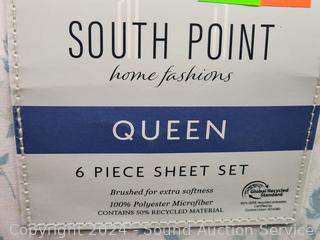 SOUTH POINT
home fashions
QUEEN
6 PIECE SHEET SET
Brushed for extra softness
100% Polyester Microfiber
CONTAINS 50% RECYCLED MATERIAL
Global Recycled
Standard
Copyright 2024 - Sound Auction Service